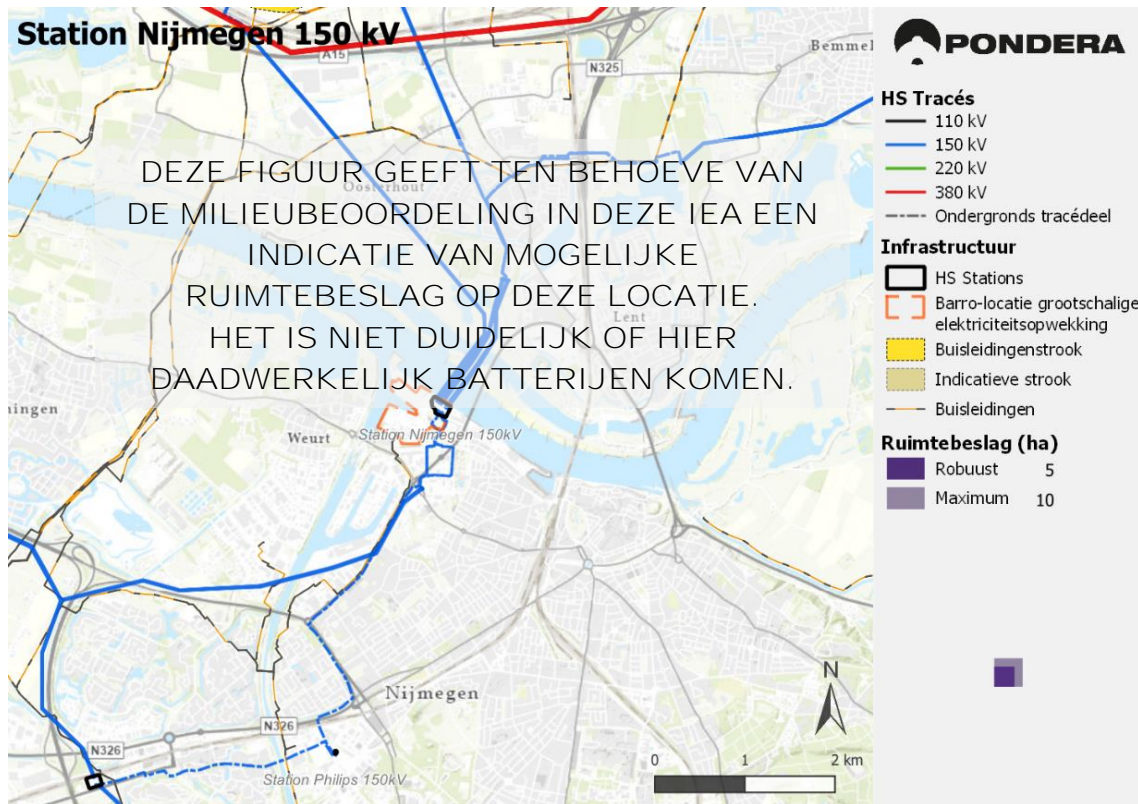 Station Nijmegen 150 kV
A15
N325
Bemmel
DEZE FIGUUR GEEFT TEN BEHOEVE VAN
Oosterhout
DE MILIEUBEOORDELING IN DEZE IEA EEN
INDICATIE VAN MOGELIJKE
RUIMTEBESLAG OP DEZE LOCATIE.
Lent
HET IS NIET DUIDELIJK OF HIER
DAADWERKELIJK BATTERIJEN KOMEN.
ningen
Weurt
Station Nijmegen 150kV
Nijmegen
N326
N326
Station Philips 150kV
N
0 1 2 km
PONDERA
HS Tracés
110 kV
150 kV
220 kV
380 kV
Ondergronds tracédeel
Infrastructuur
HS Stations
Barro-locatie grootschalige
elektriciteitsopwekking
Buisleidingenstrook
Indicatieve strook
Buisleidingen
Ruimtebeslag (ha)
Robuust 5
Maximum 10